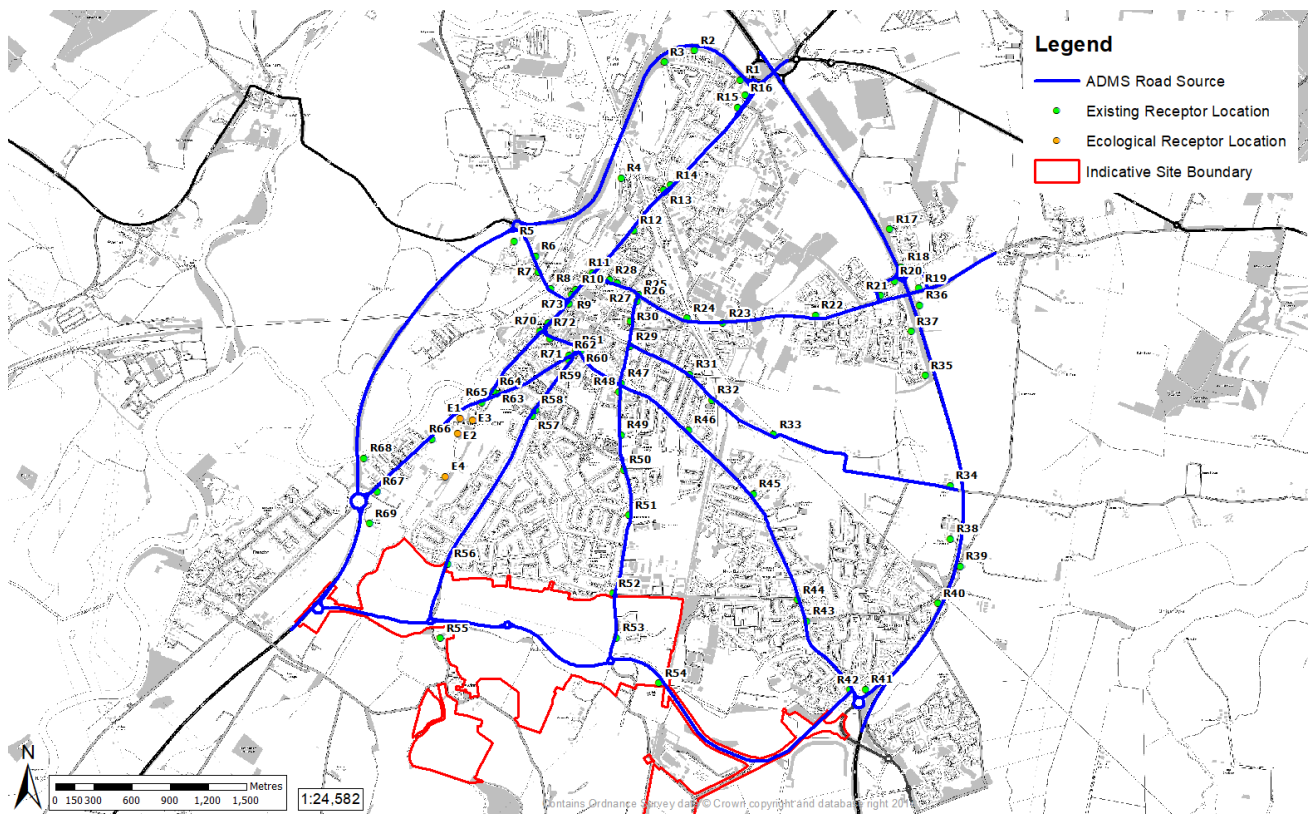 Legend
ADMS Road Source
Existing Receptor Location
Ecological Receptor Location
Indicative Site Boundary
R2
R3
R1
R16
R15
R4
R14
R13
R12
R17
R5
R6
R18
R7
R11
R20
R8
R10
R28
R19
R21
R25
R26
R36
R73
R9
R27
R22
R24
R30
R23
R70
R72
R37
R29
R62
R71
R60
R31
R35
R59
R47
R64
R48
R65
R63
R32
R58
E1
E3
R57
R66
E2
R49
R46
R33
R68
R50
E4
R45
R34
R67
R51
R69
R38
R56
R39
R52
R44
R40
R43
R55
R53
R54
R42
R41
N
Metres
0 150 300 600 900 1,200 1,500
1:24,582
Contains Ordnance Survey data © Crown copyright and database right